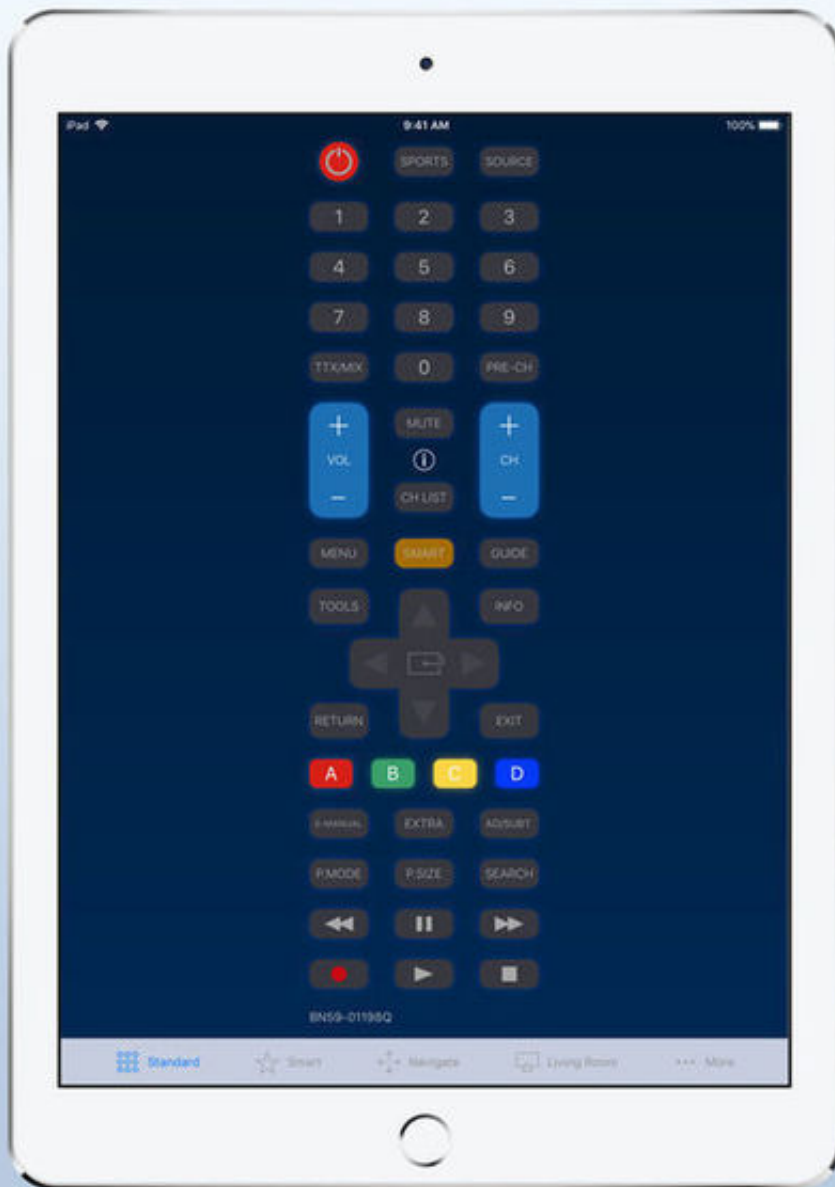 iPad 9:41 AM 100%
SPORTS SOURCE
1 2 3
4 5 6
7 8 9
TTX/MIX 0 PRE-CH
+ MUTE +
VOL CH
- CH LIST -
MENU SMART GUIDE
TOOLS INFO
RETURN EXIT
A B C D
E-MANUAL EXTRA AD/SUBT
P.MODE P.SIZE SEARCH
BN59-01198Q
Standard Smart Navigate Living Room More